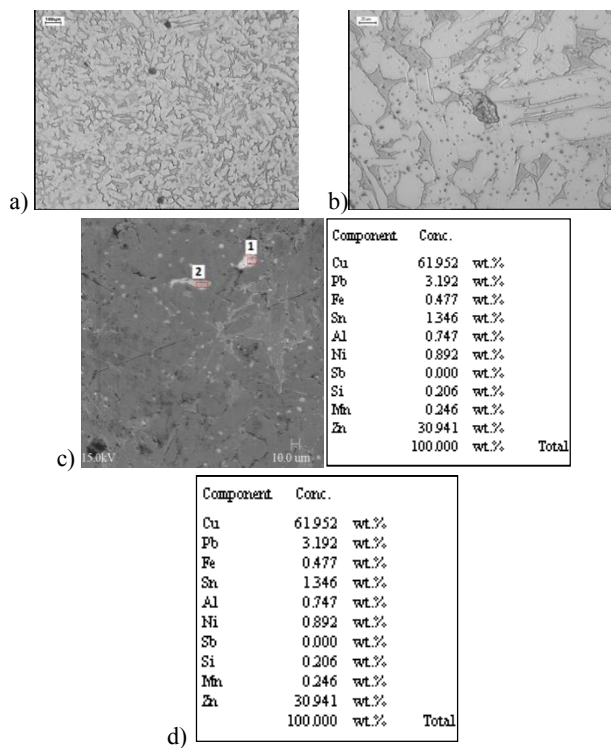 100µm
a)
b)
1
2
15.0kV
10.0 um
c)
Component Conc.
Cu 61.952 wt.%
Pb 3.192 wt.%
Fe 0.477 wt.%
Sn 1.346 wt.%
Al 0.747 wt.%
Ni 0.892 wt.%
Sb 0.000 wt.%
Si 0.206 wt.%
Mn 0.246 wt.%
Zn 30.941 wt.%
100.000 wt.% Total
Component Conc.
Cu 61.952 wt.%
Pb 3.192 wt.%
Fe 0.477 wt.%
Sn 1.346 wt.%
Al 0.747 wt.%
Ni 0.892 wt.%
Sb 0.000 wt.%
Si 0.206 wt.%
Mn 0.246 wt.%
Zn 30.941 wt.%
100.000 wt.% Total
d)